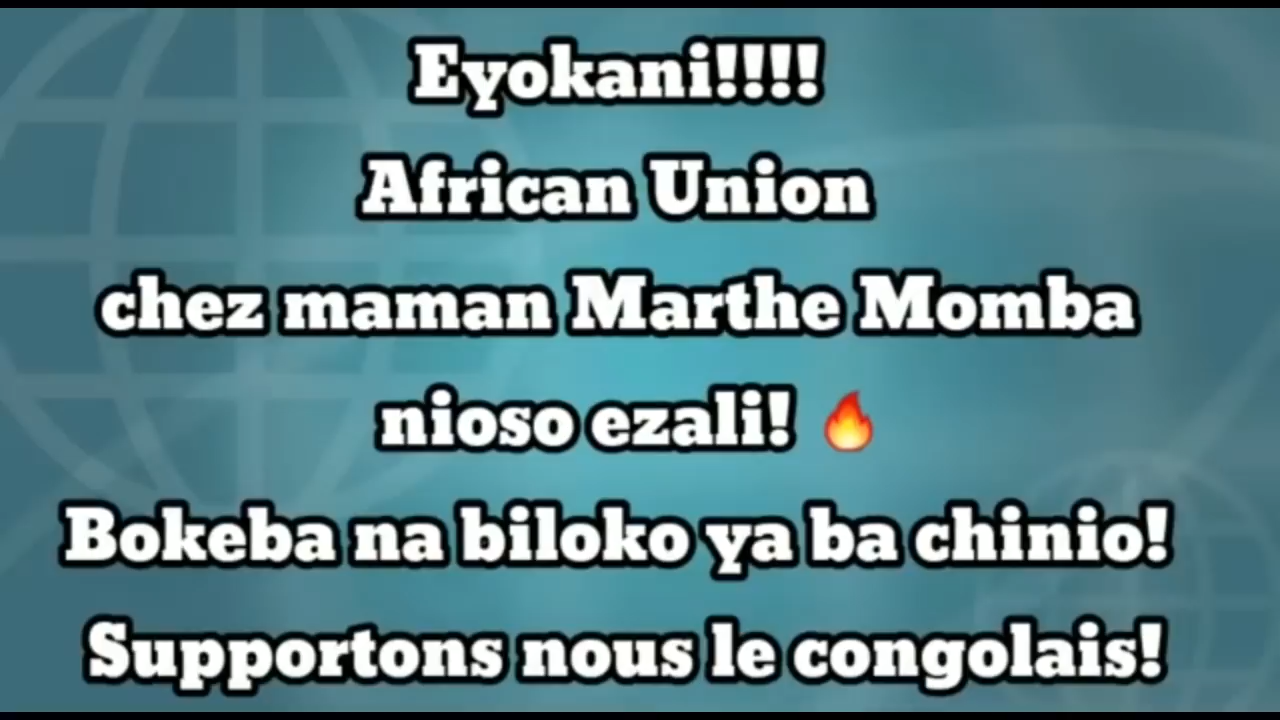 Eyokani!!!!
African Union
chez maman Marthe Momba
nioso ezali! 🔥
Bokeba na biloko ya ba chinio!
Supportons nous le congolais!